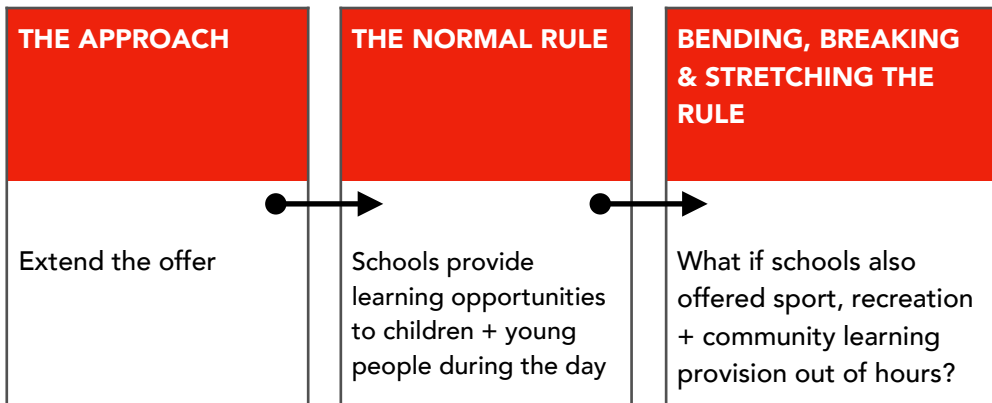 THE APPROACH
THE NORMAL RULE
BENDING, BREAKING
& STRETCHING THE
RULE
Extend the offer
Schools provide
learning opportunities
to children + young
people during the day
What if schools also
offered sport, recreation
+ community learning
provision out of hours?